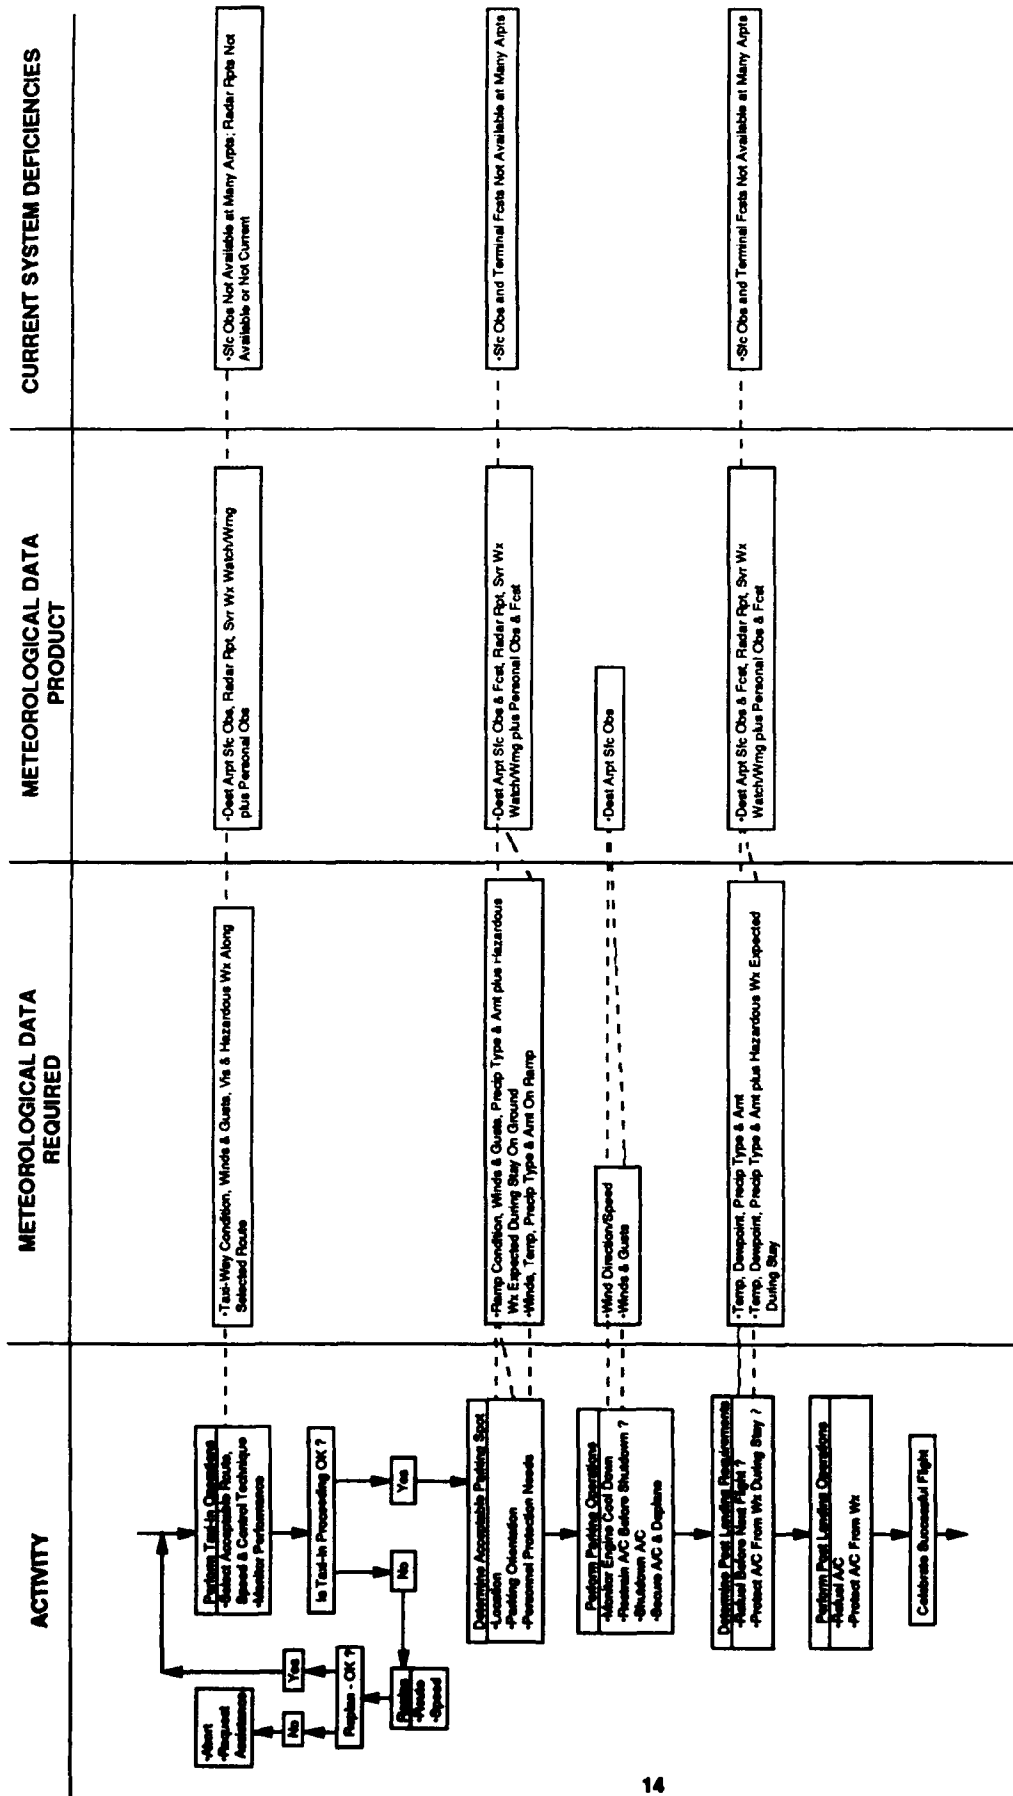 ACTIVITY
METEOROLOGICAL DATA
REQUIRED
METEOROLOGICAL DATA
PRODUCT
CURRENT SYSTEM DEFICIENCIES
Perform Taxi-In Operations
•Select Acceptable Route,
Speed & Control Technique
•Monitor Performance
•Taxi-Way Condition, Winds & Gusts, Vis & Hazardous Wx Along
Selected Route
•Dest Arpt Sfc Obs, Radar Rpt, Svr Wx Watch/Wrng
plus Personal Obs
•Sfc Obs Not Available at Many Arpts; Radar Rpts Not
Available or Not Current
•Abort
•Request
Assistance
No
Yes
Replan - OK ?
Is Taxi-in Proceeding OK ?
No
Yes
Replan
•Route
•Speed
Determine Acceptable Parking Spot
•Location
•Parking Orientation
•Personnel Protection Needs
•Ramp Condition, Winds & Gusts, Precip Type & Amt plus Hazardous
Wx Expected During Stay On Ground
•Winds, Temp, Precip Type & Amt On Ramp
•Dest Arpt Sfc Obs & Fcst, Radar Rpt, Svr Wx
Watch/Wrng plus Personal Obs & Fcst
•Sfc Obs and Terminal Fcsts Not Available at Many Arpts
Perform Parking Operations
•Monitor Engine Cool Down
•Restrain A/C Before Shutdown ?
•Shutdown A/C
•Secure A/C & Deplane
•Wind Direction/Speed
•Winds & Gusts
•Dest Arpt Sfc Obs
Determine Post Landing Requirements
•Refuel Before Next Flight ?
•Protect A/C From Wx During Stay ?
•Temp, Dewpoint, Precip Type & Amt
•Temp, Dewpoint, Precip Type & Amt plus Hazardous Wx Expected
During Stay
•Dest Arpt Sfc Obs & Fcst, Radar Rpt, Svr Wx
Watch/Wrng plus Personal Obs & Fcst
•Sfc Obs and Terminal Fcsts Not Available at Many Arpts
Perform Post Landing Operations
•Refuel A/C
•Protect A/C From Wx
Celebrate Successful Flight
14